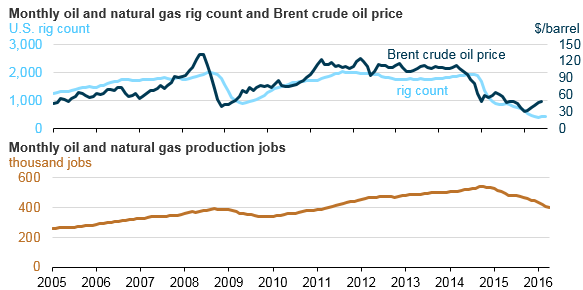 Monthly oil and natural gas rig count and Brent crude oil price
U.S. rig count $/barrel
3,000 150
120
2,000 90
1,000 60
30
0 0
Brent crude oil price
rig count
Monthly oil and natural gas production jobs
thousand jobs
600
400
200
0
2005 2006 2007 2008 2009 2010 2011 2012 2013 2014 2015 2016